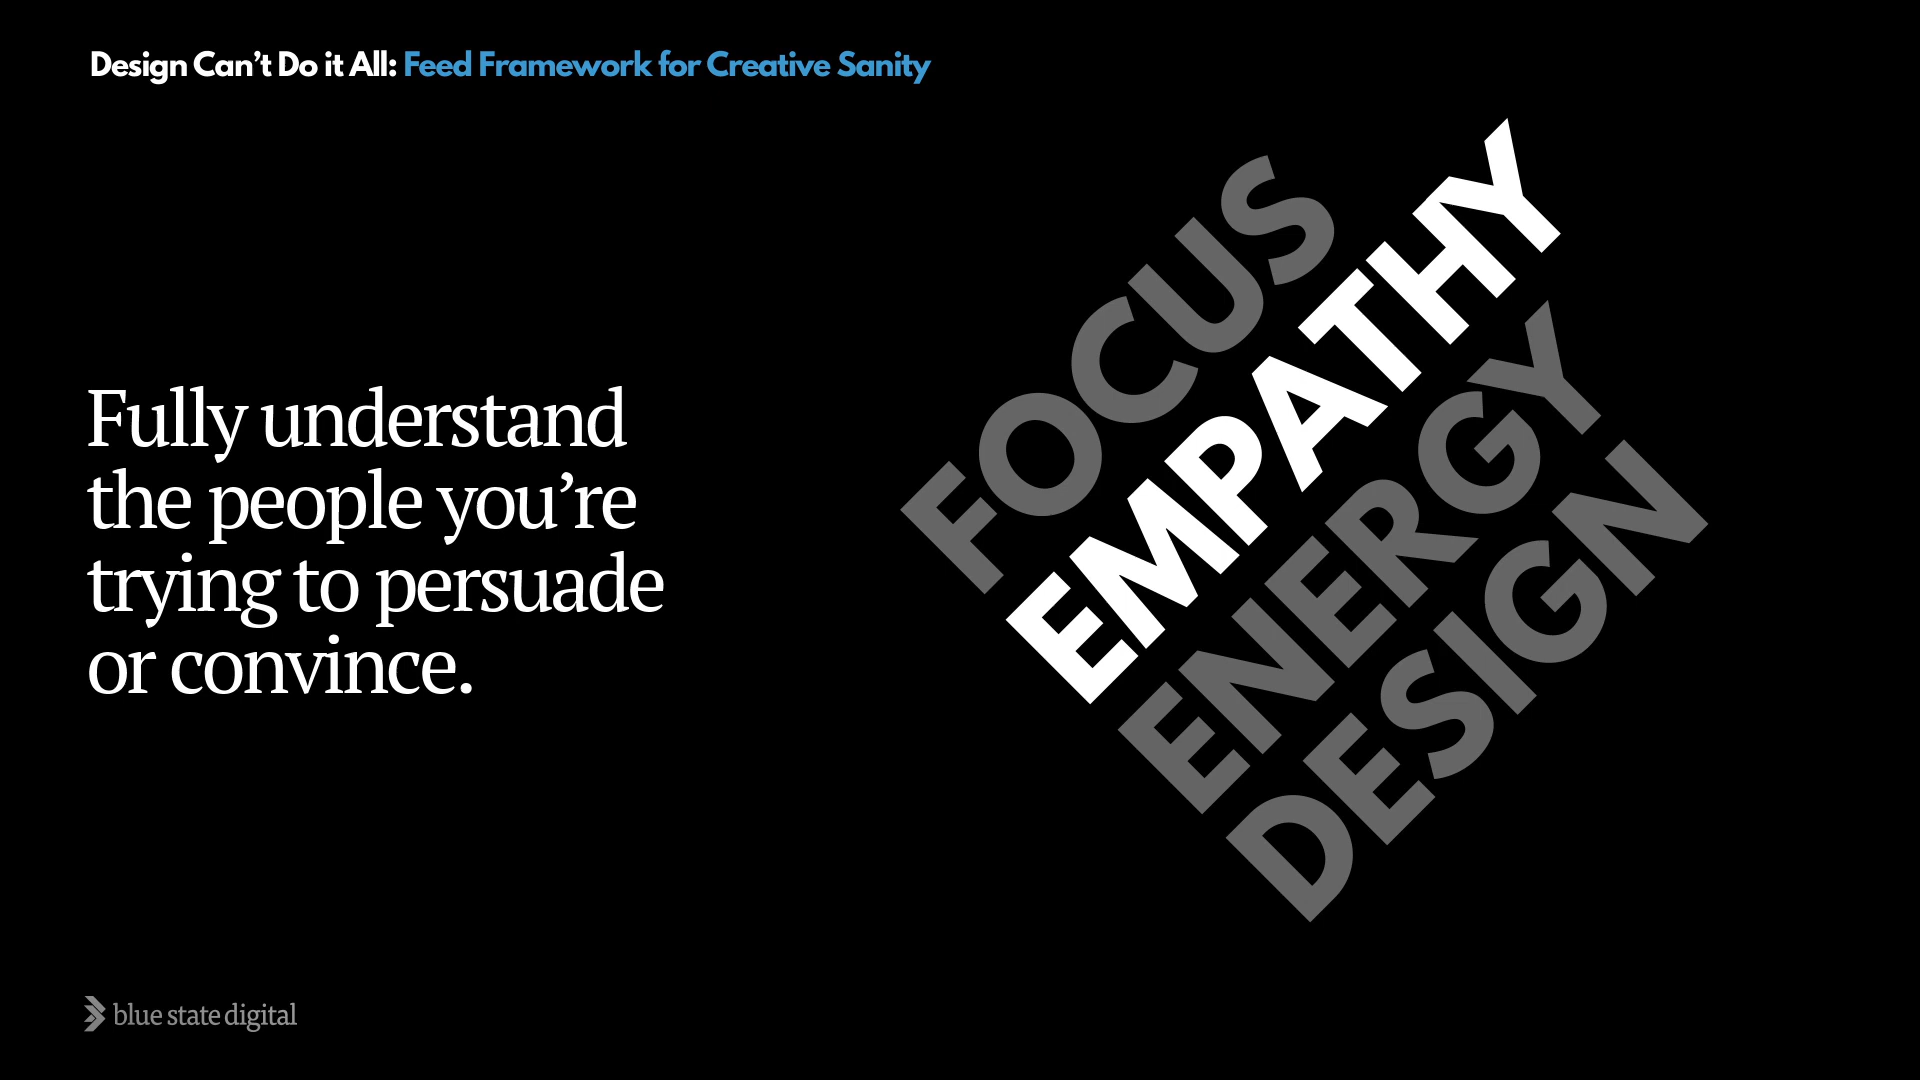 Design Can’t Do it All: Feed Framework for Creative Sanity
Fully understand
the people you’re
trying to persuade
or convince.
FOCUS
EMPATHY
ENERGY
DESIGN
blue state digital